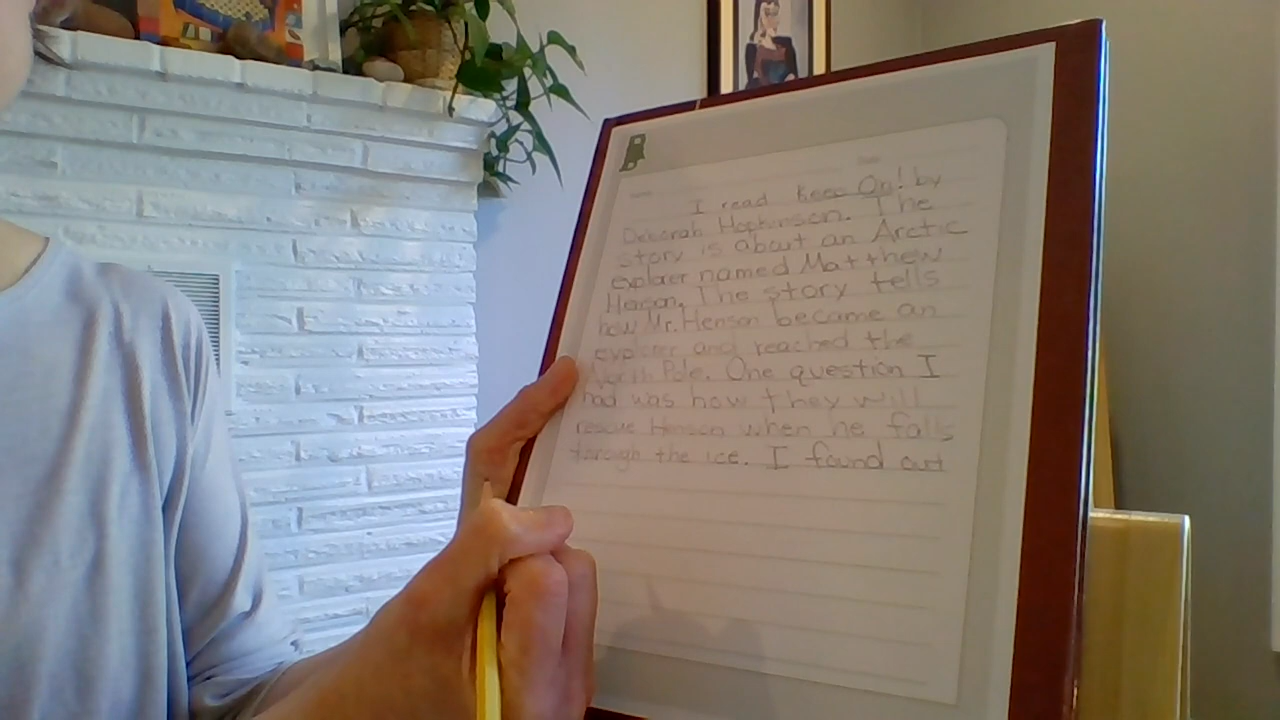 I read Keep On! by
Deborah Hopkinson. The
story is about an Arctic
explorer named Matthew
Henson. The story tells
how Mr. Henson became an
explorer and reached the
North Pole. One question I
had was how they will
rescue Henson when he falls
through the ice. I found out